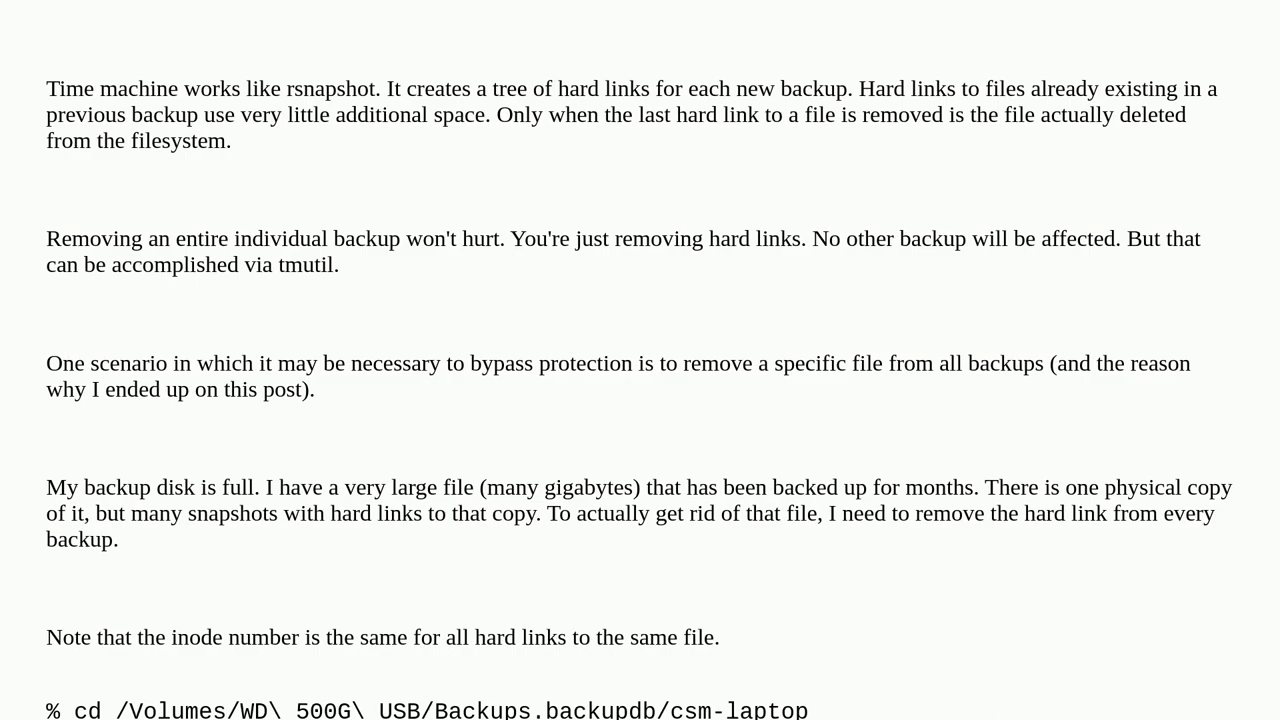 Time machine works like rsnapshot. It creates a tree of hard links for each new backup. Hard links to files already existing in a
previous backup use very little additional space. Only when the last hard link to a file is removed is the file actually deleted
from the filesystem.
Removing an entire individual backup won't hurt. You're just removing hard links. No other backup will be affected. But that
can be accomplished via tmutil.
One scenario in which it may be necessary to bypass protection is to remove a specific file from all backups (and the reason
why I ended up on this post).
My backup disk is full. I have a very large file (many gigabytes) that has been backed up for months. There is one physical copy
of it, but many snapshots with hard links to that copy. To actually get rid of that file, I need to remove the hard link from every
backup.
Note that the inode number is the same for all hard links to the same file.
% cd /Volumes/WD\ 500G\ USB/Backups.backupdb/csm-laptop